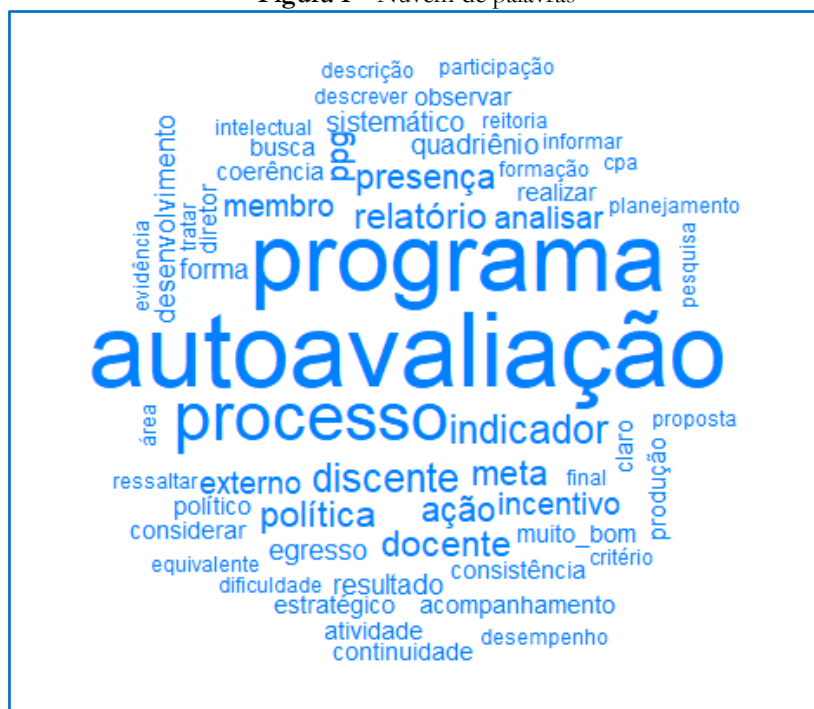 Figura 1 - Nuvem de palavras
descrição participação
descrever observar
intelectual sistemático reitoria
busca ppg quadriênio informar
coerência presença formação cpa
desenvolvimento tratar diretor membro relatório analisar realizar planejamento
evidência forma programa pesquisa
autoavaliação
área processo indicador claro proposta
ressaltar externo discente meta final produção
político política ação incentivo
considerar egresso docente muito_bom
equivalente consistência critério
dificuldade resultado
estratégico acompanhamento
atividade desempenho
continuidade